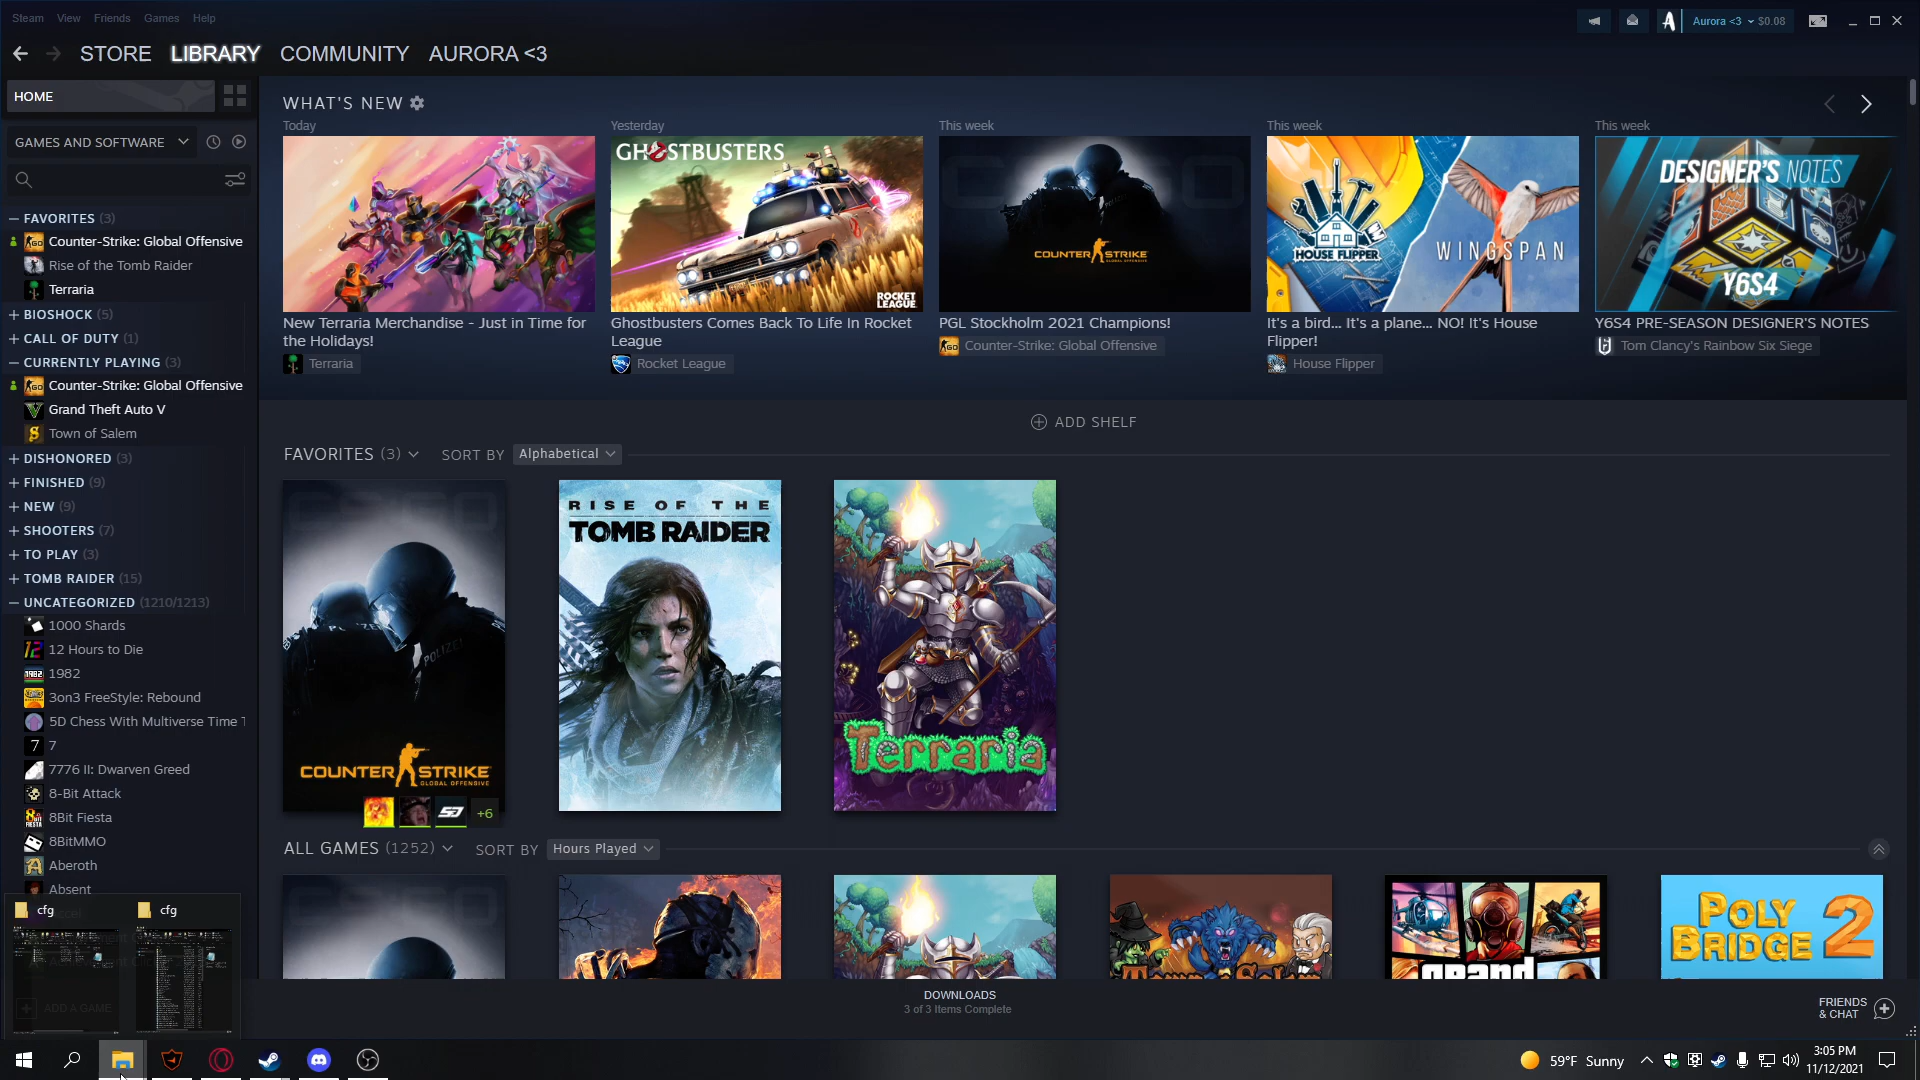 Steam View Friends Games Help
Aurora <3 $0.08
STORE LIBRARY COMMUNITY AURORA <3
HOME
GAMES AND SOFTWARE
FAVORITES (3)
Counter-Strike: Global Offensive
Rise of the Tomb Raider
Terraria
BIOSHOCK (5)
CALL OF DUTY (1)
CURRENTLY PLAYING (3)
Counter-Strike: Global Offensive
Grand Theft Auto V
Town of Salem
DISHONORED (3)
FINISHED (9)
NEW (9)
SHOOTERS (7)
TO PLAY (3)
TOMB RAIDER (15)
UNCATEGORIZED (1210/1213)
1000 Shards
12 Hours to Die
1982
3on3 FreeStyle: Rebound
5D Chess With Multiverse Time T
7
7776 II: Dwarven Greed
8-Bit Attack
8Bit Fiesta
8BitMMO
Aberoth
Absent
cfg
cfg
ADD A GAME
WHAT'S NEW
Today
New Terraria Merchandise - Just in Time for
the Holidays!
Terraria
Yesterday
GHOSTBUSTERS
ROCKET
LEAGUE
Ghostbusters Comes Back To Life In Rocket
League
Rocket League
This week
COUNTER STRIKE
PGL Stockholm 2021 Champions!
Counter-Strike: Global Offensive
This week
HOUSE FLIPPER
WINGSPAN
It's a bird... It's a plane... NO! It's House
Flipper!
House Flipper
This week
DESIGNER'S NOTES
Y6S4
Y6S4 PRE-SEASON DESIGNER'S NOTES
Tom Clancy's Rainbow Six Siege
ADD SHELF
FAVORITES (3) SORT BY Alphabetical
POLIZEI
COUNTER STRIKE
GLOBAL OFFENSIVE
+6
RISE OF THE
TOMB RAIDER
Terraria
ALL GAMES (1252) SORT BY Hours Played
Town of Salem
grand
POLY
BRIDGE 2
DOWNLOADS
3 of 3 Items Complete
FRIENDS
& CHAT
59°F Sunny
3:05 PM
11/12/2021